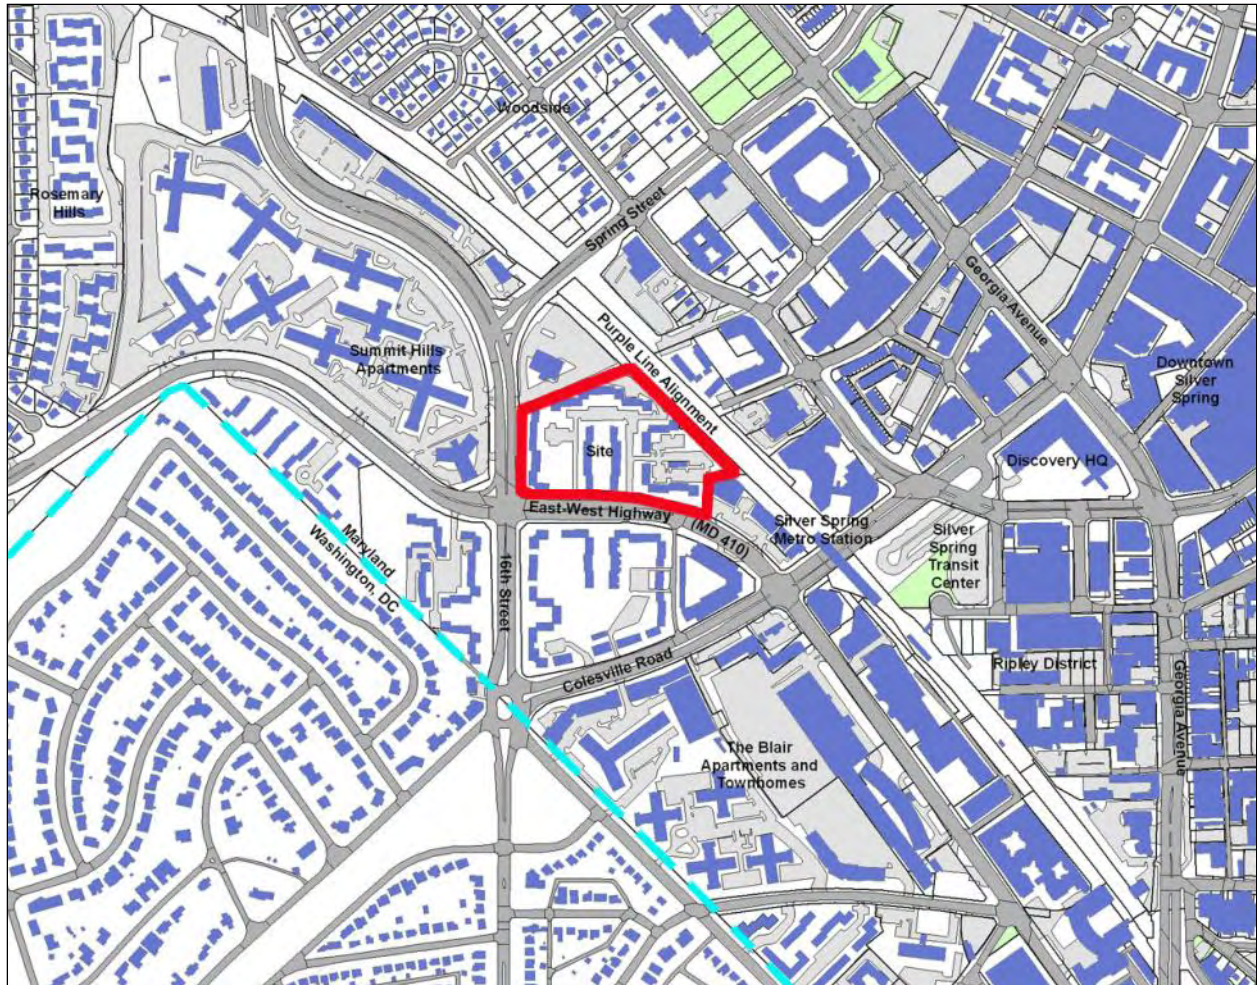 Woodside
Rosemary
Hills
Spring Street
Georgia Avenue
Purple Line Alignment
Summit Hills
Apartments
Downtown
Silver
Spring
Site
Discovery HQ
East-West Highway
(MD 410)
Silver Spring
Metro Station
Silver
Spring
Transit
Center
Maryland
Washington, DC
16th Street
Colesville Road
Ripley District
Georgia Avenue
The Blair
Apartments and
Townhomes